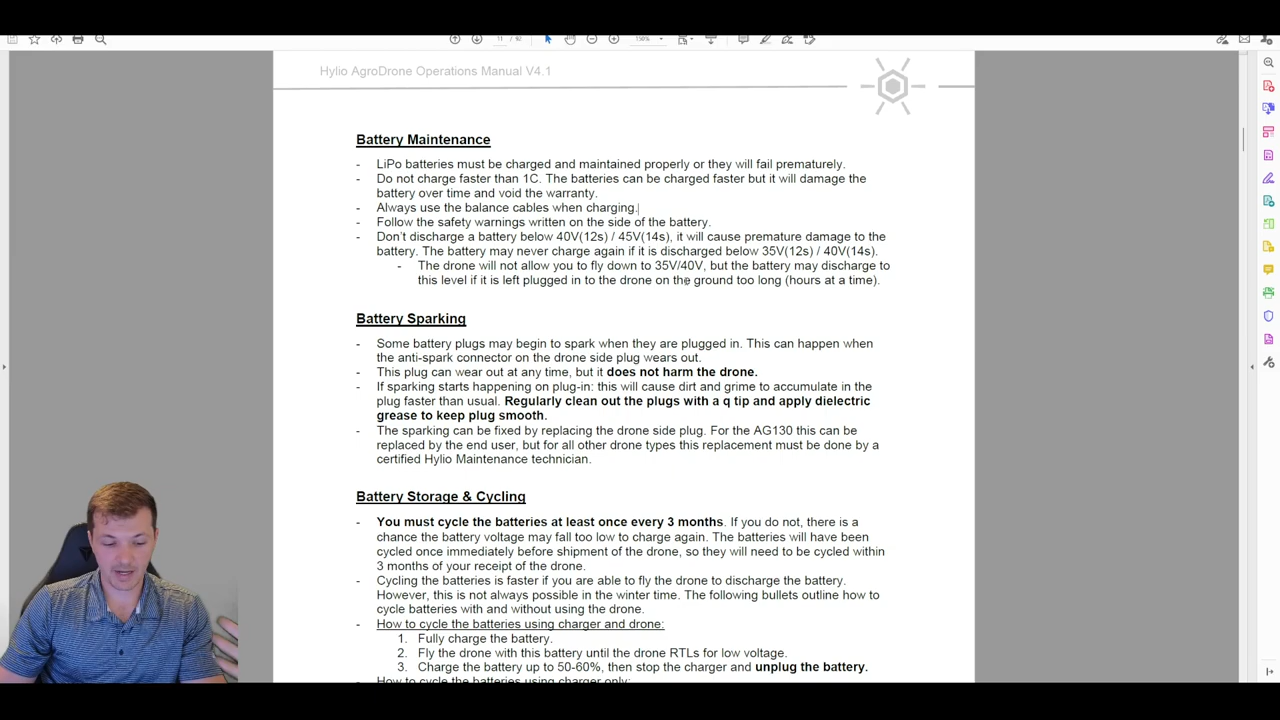 11 / 92
150%
Hylio AgroDrone Operations Manual V4.1
Battery Maintenance
- LiPo batteries must be charged and maintained properly or they will fail prematurely.
- Do not charge faster than 1C. The batteries can be charged faster but it will damage the
battery over time and void the warranty.
- Always use the balance cables when charging.
- Follow the safety warnings written on the side of the battery.
- Don't discharge a battery below 40V(12s) / 45V(14s), it will cause premature damage to the
battery. The battery may never charge again if it is discharged below 35V(12s) / 40V(14s).
- The drone will not allow you to fly down to 35V/40V, but the battery may discharge to
this level if it is left plugged in to the drone on the ground too long (hours at a time).
Battery Sparking
- Some battery plugs may begin to spark when they are plugged in. This can happen when
the anti-spark connector on the drone side plug wears out.
- This plug can wear out at any time, but it does not harm the drone.
- If sparking starts happening on plug-in: this will cause dirt and grime to accumulate in the
plug faster than usual. Regularly clean out the plugs with a q tip and apply dielectric
grease to keep plug smooth.
- The sparking can be fixed by replacing the drone side plug. For the AG130 this can be
replaced by the end user, but for all other drone types this replacement must be done by a
certified Hylio Maintenance technician.
Battery Storage & Cycling
- You must cycle the batteries at least once every 3 months. If you do not, there is a
chance the battery voltage may fall too low to charge again. The batteries will have been
cycled once immediately before shipment of the drone, so they will need to be cycled within
3 months of your receipt of the drone.
- Cycling the batteries is faster if you are able to fly the drone to discharge the battery.
However, this is not always possible in the winter time. The following bullets outline how to
cycle batteries with and without using the drone.
- How to cycle the batteries using charger and drone:
1. Fully charge the battery.
2. Fly the drone with this battery until the drone RTLs for low voltage.
3. Charge the battery up to 50-60%, then stop the charger and unplug the battery.
- How to cycle the batteries using charger only: